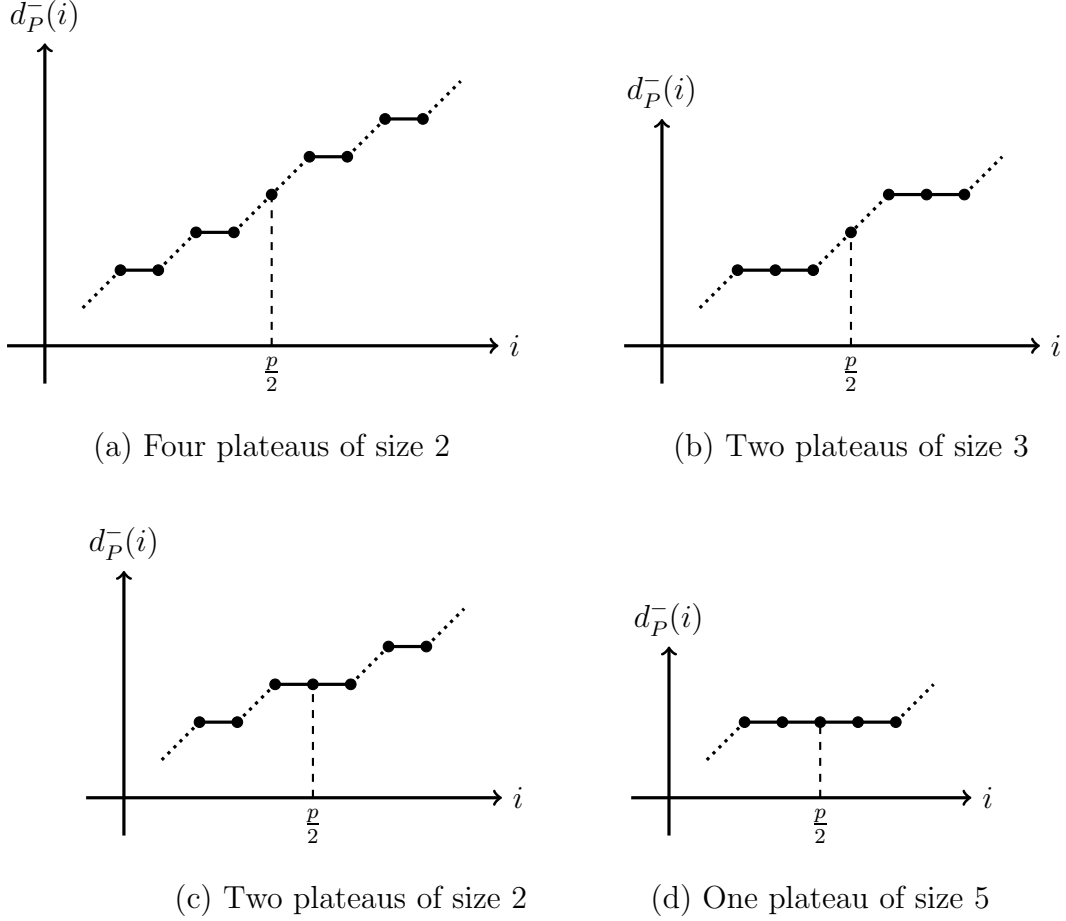 d_P^-(i)
i
p/2
(a) Four plateaus of size 2
d_P^-(i)
i
p/2
(b) Two plateaus of size 3
d_P^-(i)
i
p/2
(c) Two plateaus of size 2
d_P^-(i)
i
p/2
(d) One plateau of size 5